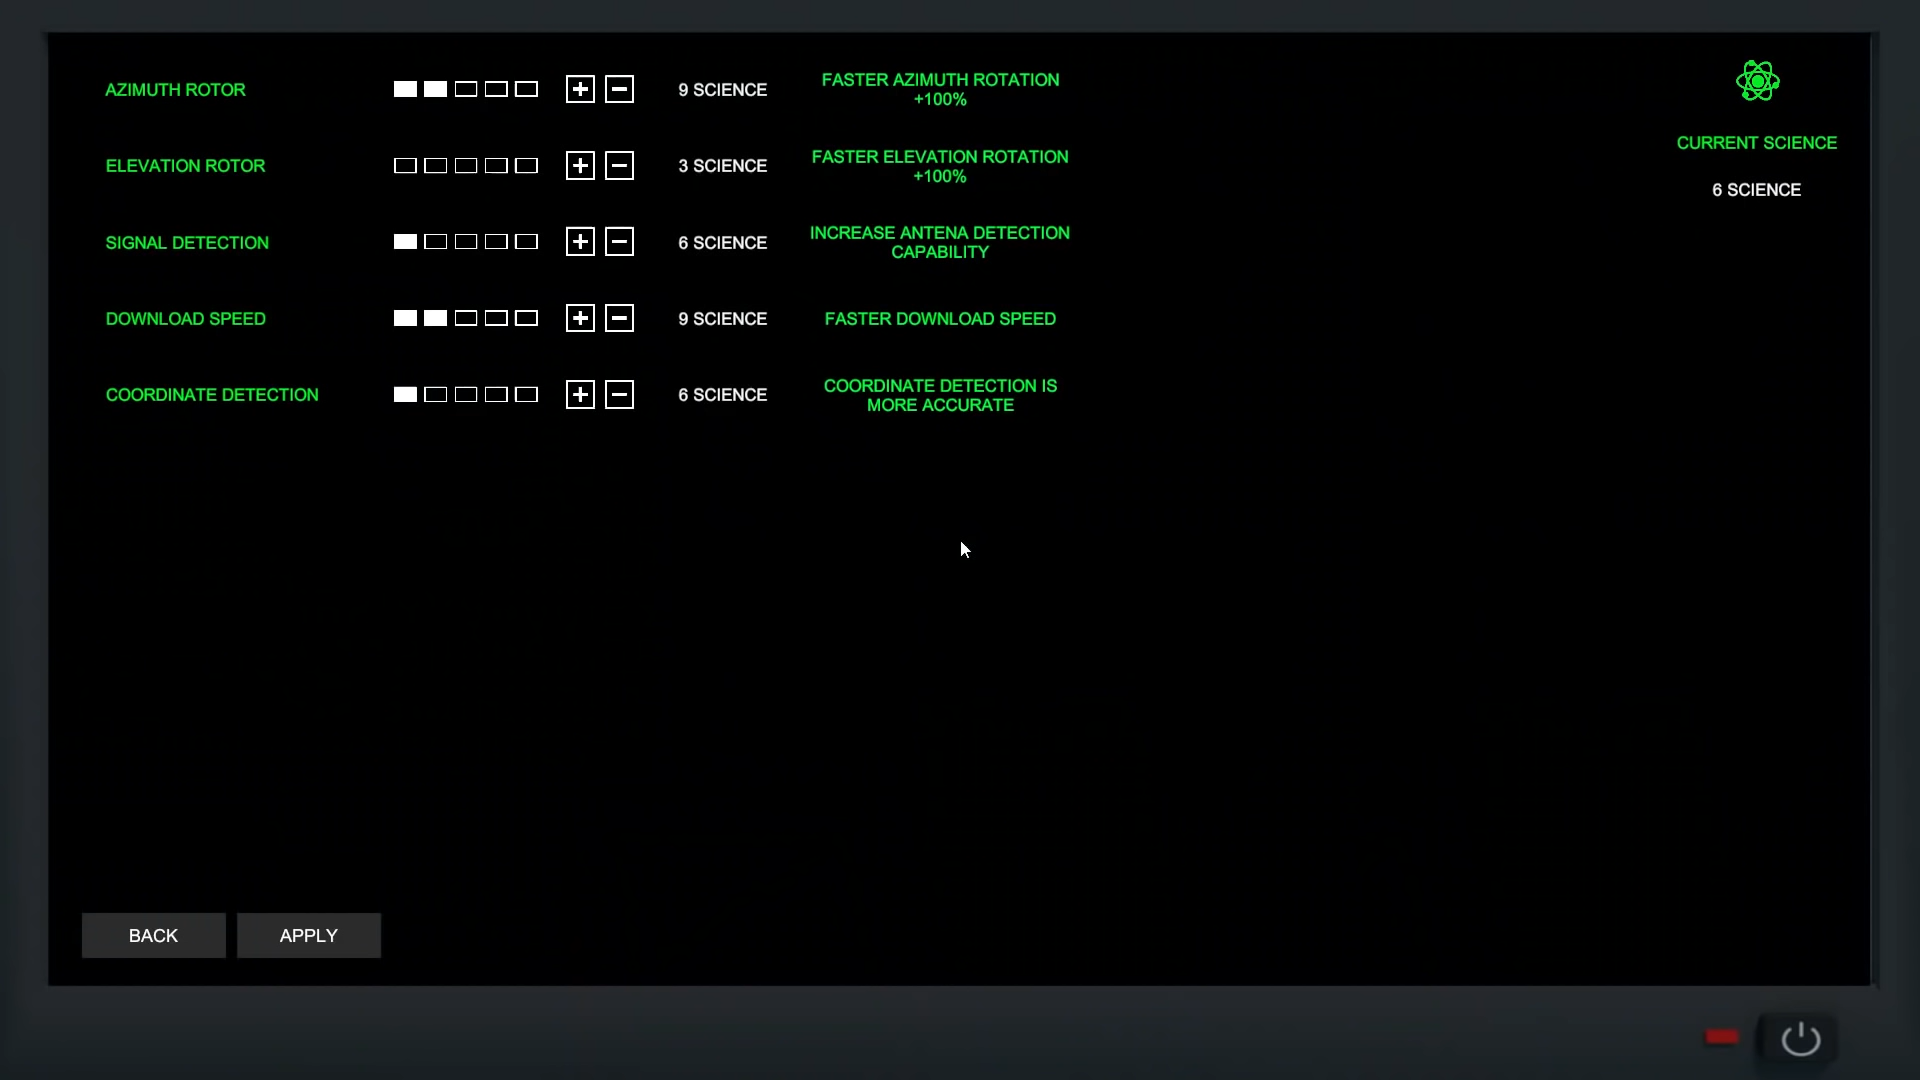 AZIMUTH ROTOR
9 SCIENCE
FASTER AZIMUTH ROTATION
+100%
ELEVATION ROTOR
3 SCIENCE
FASTER ELEVATION ROTATION
+100%
SIGNAL DETECTION
6 SCIENCE
INCREASE ANTENA DETECTION
CAPABILITY
DOWNLOAD SPEED
9 SCIENCE
FASTER DOWNLOAD SPEED
COORDINATE DETECTION
6 SCIENCE
COORDINATE DETECTION IS
MORE ACCURATE
CURRENT SCIENCE
6 SCIENCE
BACK
APPLY